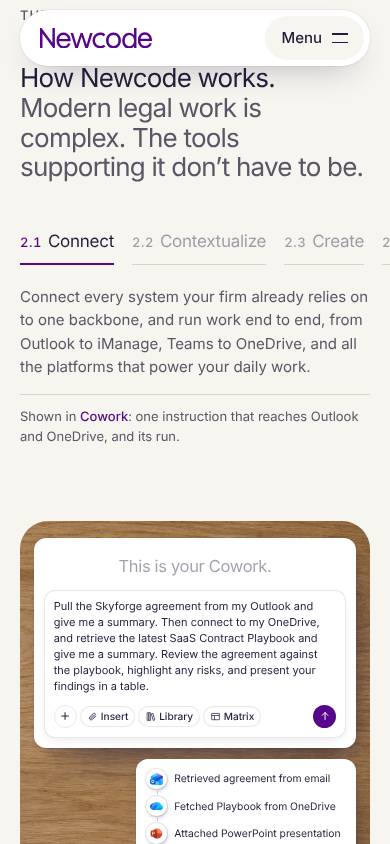 Newcode
Menu
How Newcode works.
Modern legal work is
complex. The tools
supporting it don’t have to be.
2.1 Connect 2.2 Contextualize 2.3 Create
Connect every system your firm already relies on
to one backbone, and run work end to end, from
Outlook to iManage, Teams to OneDrive, and all
the platforms that power your daily work.
Shown in Cowork: one instruction that reaches Outlook
and OneDrive, and its run.
This is your Cowork.
Pull the Skyforge agreement from my Outlook and
give me a summary. Then connect to my OneDrive,
and retrieve the latest SaaS Contract Playbook and
give me a summary. Review the agreement against
the playbook, highlight any risks, and present your
findings in a table.
Insert Library Matrix
Retrieved agreement from email
Fetched Playbook from OneDrive
Attached PowerPoint presentation